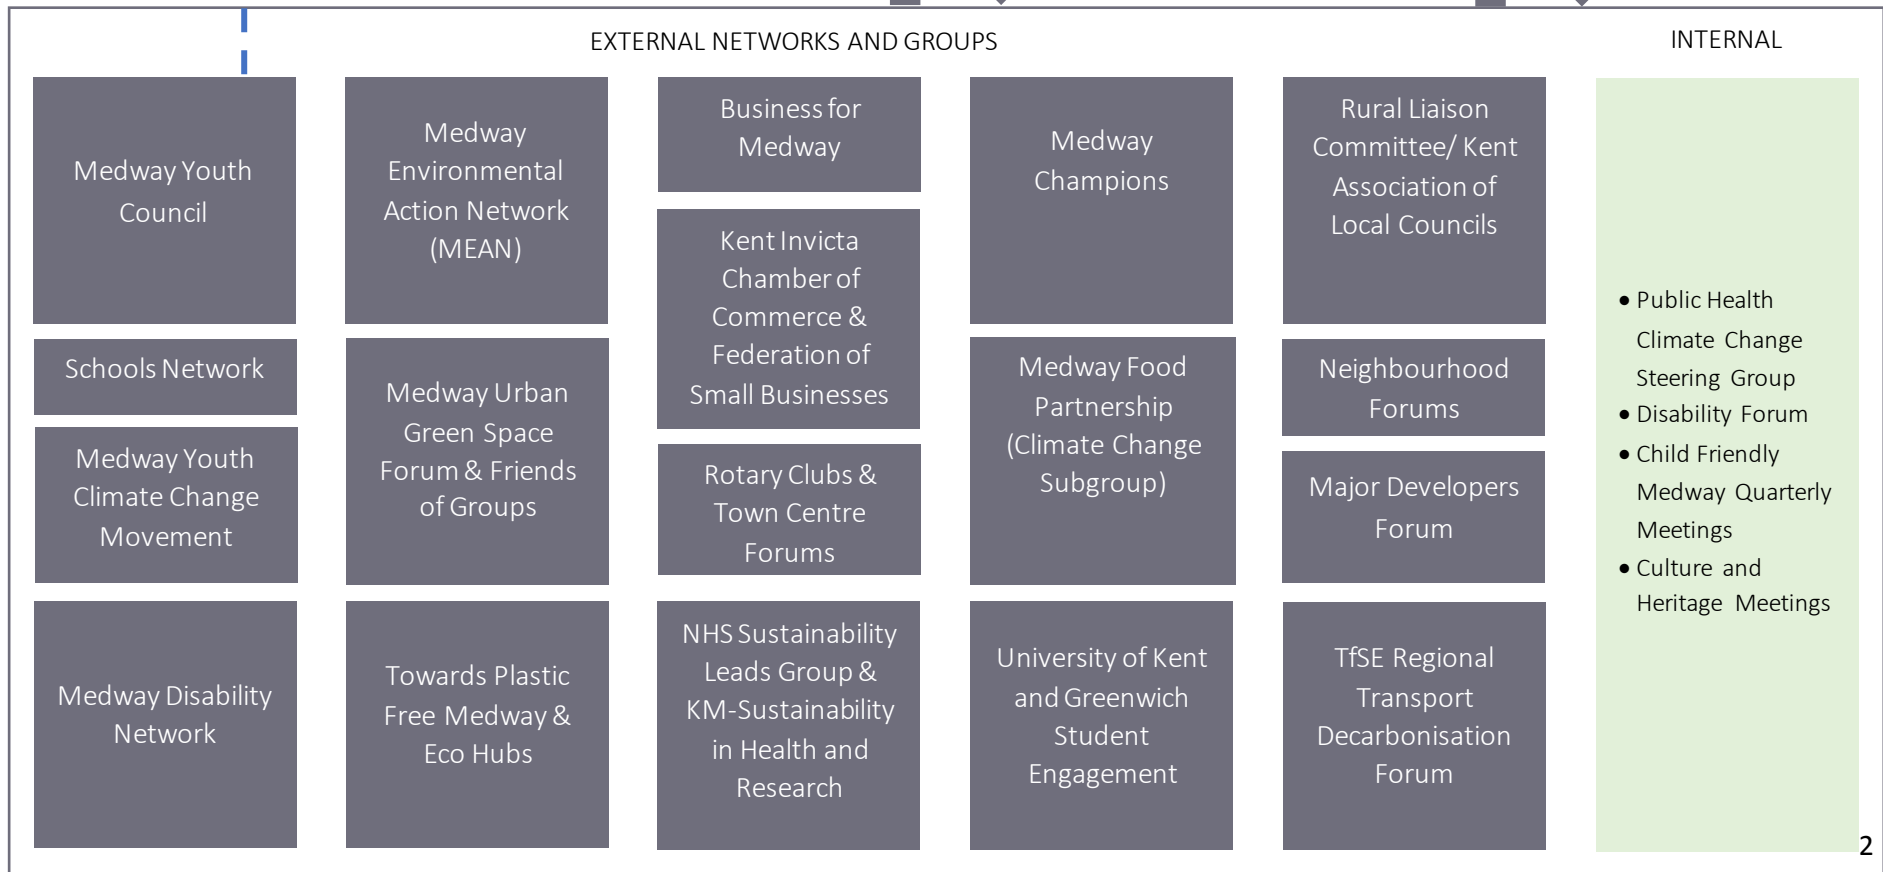 EXTERNAL NETWORKS AND GROUPS
INTERNAL
Medway Youth
Council
Schools Network
Medway Youth
Climate Change
Movement
Medway Disability
Network
Medway
Environmental
Action Network
(MEAN)
Medway Urban
Green Space
Forum & Friends
of Groups
Towards Plastic
Free Medway &
Eco Hubs
Business for
Medway
Kent Invicta
Chamber of
Commerce &
Federation of
Small Businesses
Rotary Clubs &
Town Centre
Forums
NHS Sustainability
Leads Group &
KM-Sustainability
in Health and
Research
Medway
Champions
Medway Food
Partnership
(Climate Change
Subgroup)
University of Kent
and Greenwich
Student
Engagement
Rural Liaison
Committee/ Kent
Association of
Local Councils
Neighbourhood
Forums
Major Developers
Forum
TfSE Regional
Transport
Decarbonisation
Forum
• Public Health
Climate Change
Steering Group
• Disability Forum
• Child Friendly
Medway Quarterly
Meetings
• Culture and
Heritage Meetings
2